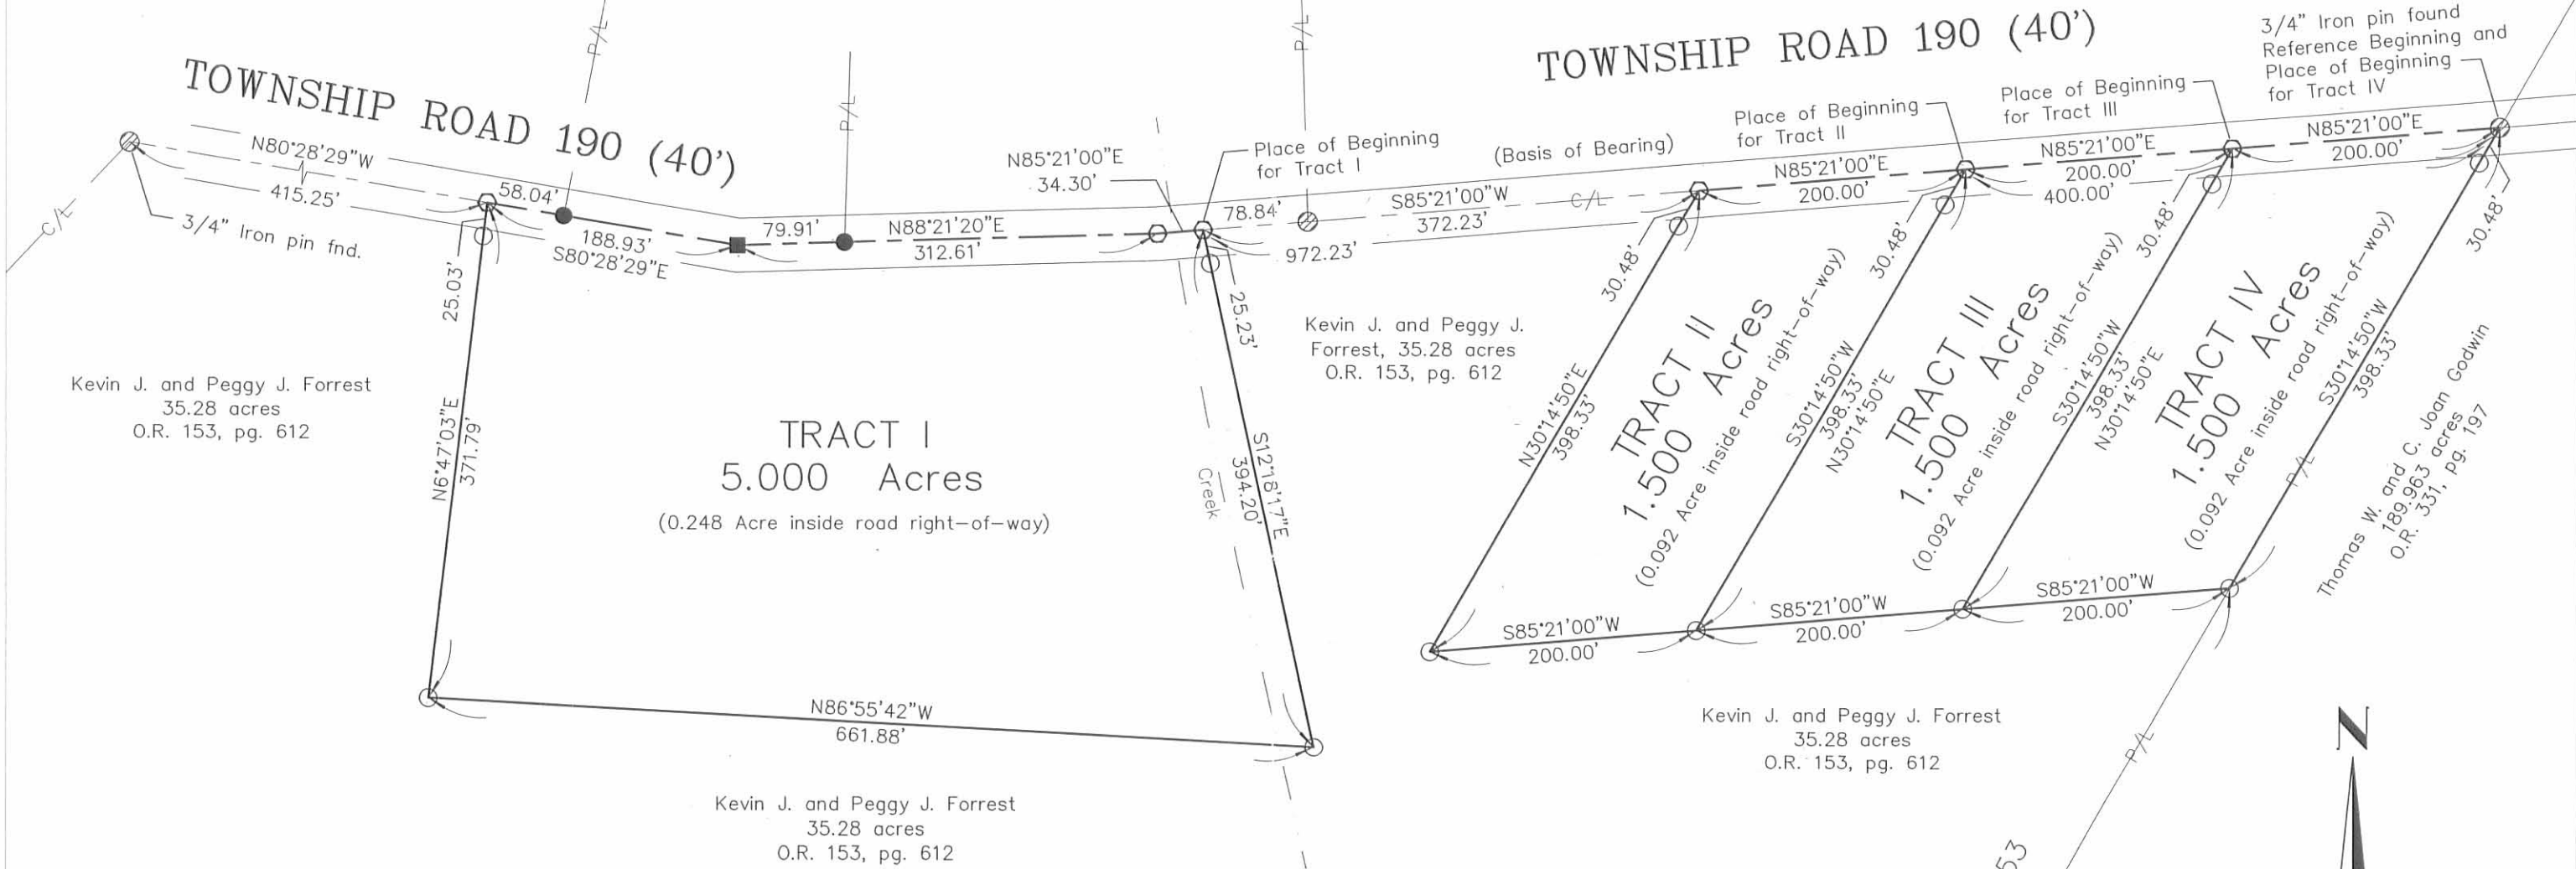 TOWNSHIP ROAD 190 (40')
TOWNSHIP ROAD 190 (40')
3/4" Iron pin found
Reference Beginning and
Place of Beginning
for Tract IV
Place of Beginning
for Tract III
Place of Beginning
for Tract II
Place of Beginning
for Tract I
(Basis of Bearing)
P/L
P/L
P/L
C/L
N80°28'29"W
415.25'
3/4" Iron pin fnd.
58.04'
188.93'
S80°28'29"E
79.91'
N88°21'20"E
312.61'
N85°21'00"E
34.30'
78.84'
S85°21'00"W
372.23'
C/L
972.23'
N85°21'00"E
200.00'
N85°21'00"E
200.00'
400.00'
N85°21'00"E
200.00'
25.03'
N6°47'03"E
371.79'
25.23'
S12°18'17"E
394.20'
Creek
N86°55'42"W
661.88'
Kevin J. and Peggy J. Forrest
35.28 acres
O.R. 153, pg. 612
TRACT I
5.000 Acres
(0.248 Acre inside road right-of-way)
Kevin J. and Peggy J.
Forrest, 35.28 acres
O.R. 153, pg. 612
30.48'
N30°14'50"E
398.33'
TRACT II
1.500 Acres
(0.092 Acre inside road right-of-way)
30.48'
S30°14'50"W
398.33'
N30°14'50"E
TRACT III
1.500 Acres
(0.092 Acre inside road right-of-way)
30.48'
S30°14'50"W
398.33'
N30°14'50"E
TRACT IV
1.500 Acres
(0.092 Acre inside road right-of-way)
30.48'
S30°14'50"W
398.33'
P/L
Thomas W. and C. Joan Godwin
189.963 acres
O.R. 331, pg. 197
S85°21'00"W
200.00'
S85°21'00"W
200.00'
S85°21'00"W
200.00'
Kevin J. and Peggy J. Forrest
35.28 acres
O.R. 153, pg. 612
Kevin J. and Peggy J. Forrest
35.28 acres
O.R. 153, pg. 612
P/L
N
53